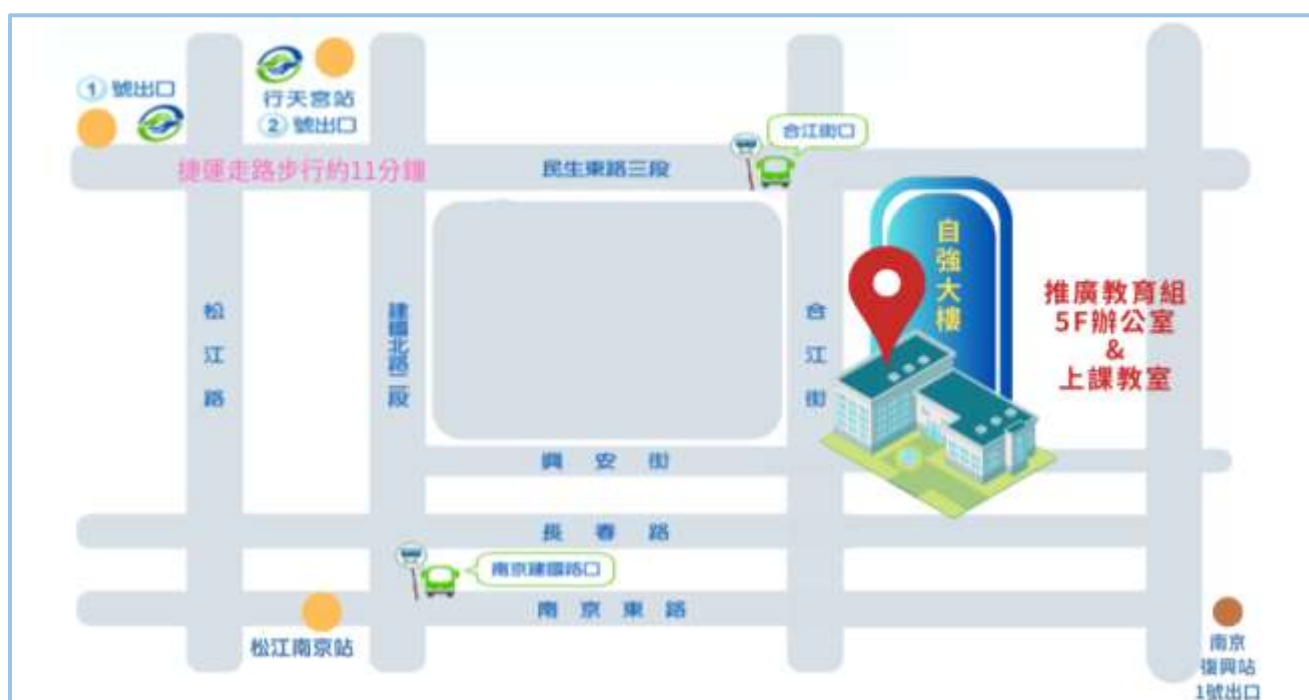 ① 號出口
行天宮站
② 號出口
合江街口
捷運走路步行約11分鐘
民生東路三段
自強大樓
推廣教育組
5F辦公室
&
上課教室
松江路
建國北路二段
合江街
興安街
長春路
南京建國路口
南京東路
松江南京站
南京
復興站
1號出口